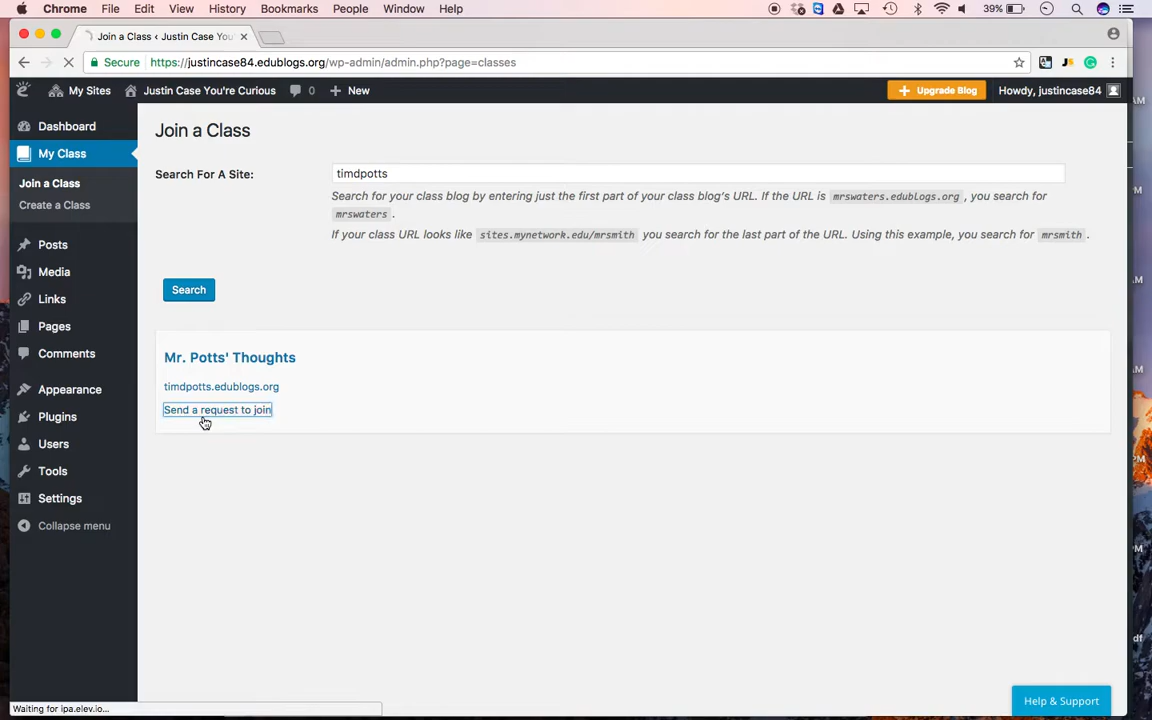 Chrome File Edit View History Bookmarks People Window Help 39%
Join a Class ‹ Justin Case You' ×
Secure https://justincase84.edublogs.org/wp-admin/admin.php?page=classes
My Sites Justin Case You're Curious 0 + New + Upgrade Blog Howdy, justincase84
Dashboard
My Class
Join a Class
Create a Class
Posts
Media
Links
Pages
Comments
Appearance
Plugins
Users
Tools
Settings
Collapse menu
Join a Class
Search For A Site: timdpotts
Search for your class blog by entering just the first part of your class blog's URL. If the URL is mrswaters.edublogs.org , you search for
mrswaters .
If your class URL looks like sites.mynetwork.edu/mrsmith you search for the last part of the URL. Using this example, you search for mrsmith .
Search
Mr. Potts' Thoughts
timdpotts.edublogs.org
Send a request to join
Waiting for ipa.elev.io...
Help & Support
AM
M
AM
AM
PM
M
df